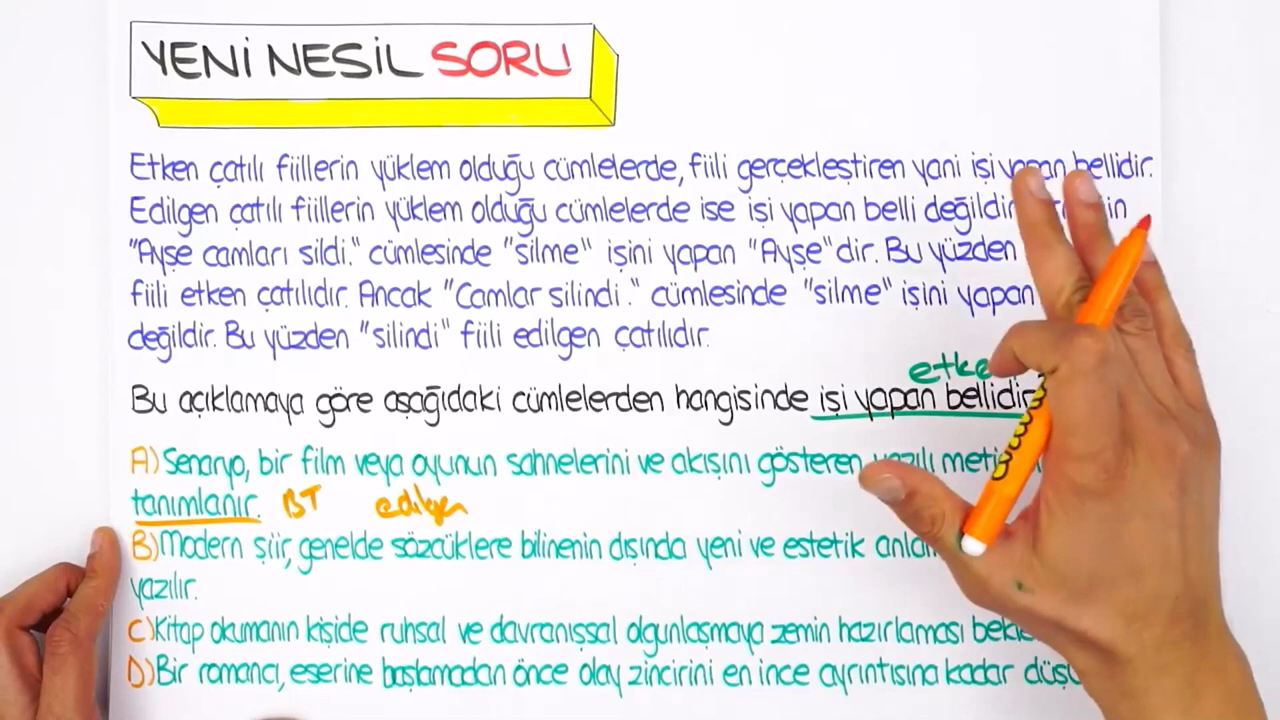 YENİ NESİL SORU
Etken çatılı fiillerin yüklem olduğu cümlelerde, fiili gerçekleştiren yani işi yapan bellidir.
Edilgen çatılı fiillerin yüklem olduğu cümlelerde ise işi yapan belli değildir
"Ayşe camları sildi." cümlesinde "silme" işini yapan "Ayşe"dir. Bu yüzden
fiili etken çatılıdır. Ancak "Camlar silindi." cümlesinde "silme" işini yapan
değildir. Bu yüzden "silindi" fiili edilgen çatılıdır.
etke
Bu açıklamaya göre aşağıdaki cümlelerden hangisinde işi yapan bellidir
A) Senaryo, bir film veya oyunun sahnelerini ve akışını gösteren yazılı
tanımlanır. BT edilgen
B) Modern şiir, genelde sözcüklere bilinenin dışında yeni ve estetik
yazılır.
C) Kitap okumanın kişide ruhsal ve davranışsal olgunlaşmaya zemin hazırlaması
D) Bir romancı, eserine başlamadan önce olay zincirini en ince ayrıntısına kadar